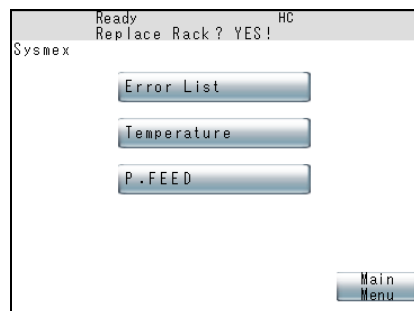 Ready HC
Replace Rack? YES!
Sysmex
Error List
Temperature
P.FEED
Main
Menu